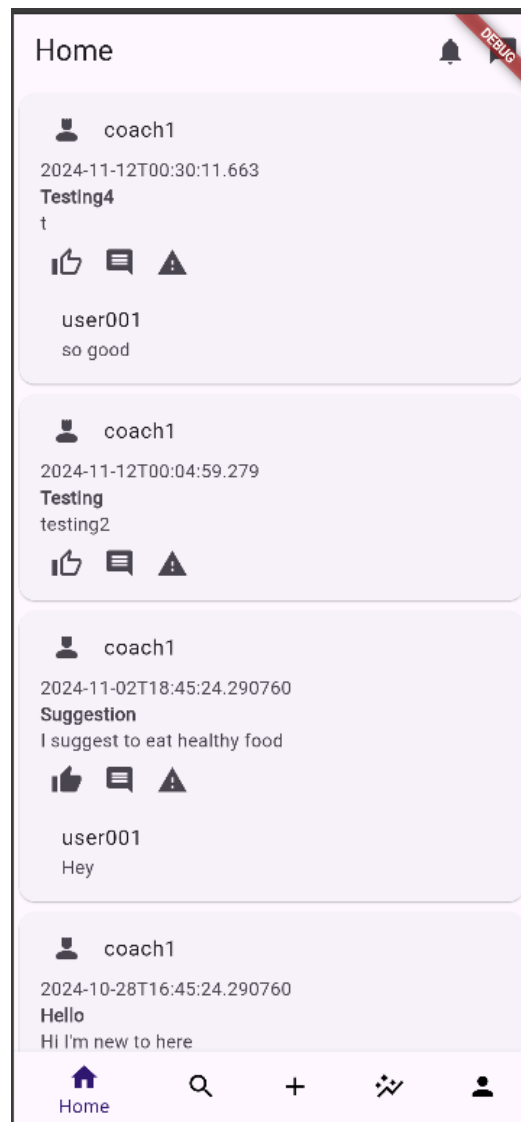 Home
DEBUG
coach1
2024-11-12T00:30:11.663
Testing4
t
user001
so good
coach1
2024-11-12T00:04:59.279
Testing
testing2
coach1
2024-11-02T18:45:24.290760
Suggestion
I suggest to eat healthy food
user001
Hey
coach1
2024-10-28T16:45:24.290760
Hello
Hi I'm new to here
Home